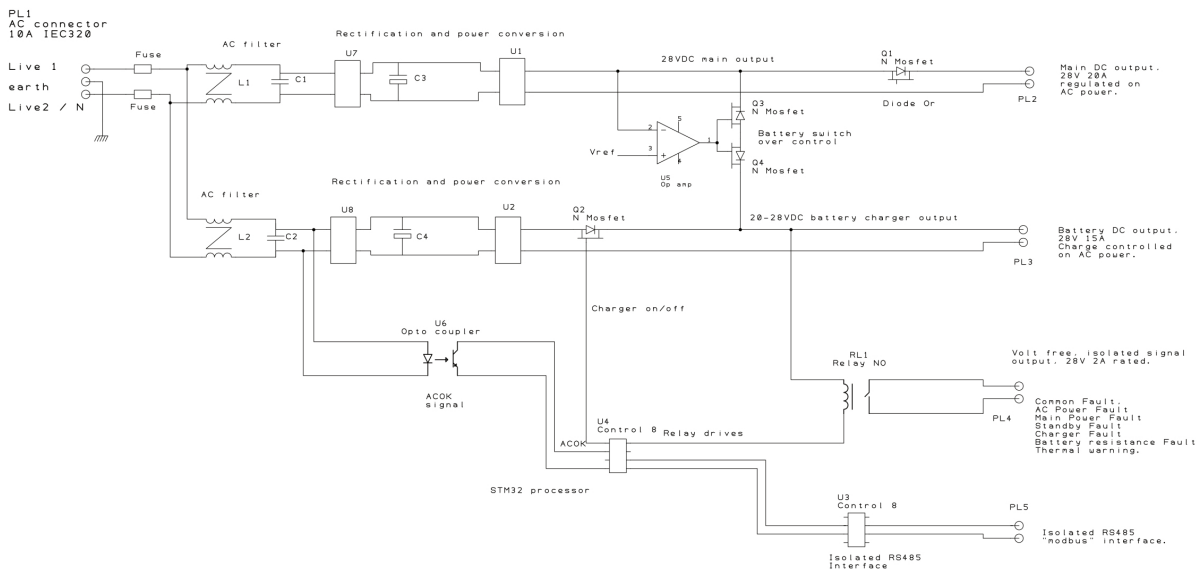 PL1
AC connector
10A IEC320
Live 1
earth
Live2 / N
Fuse
Fuse
AC filter
L1
C1
Rectification and power conversion
U7
C3
U1
28VDC main output
Q1
N Mosfet
Diode Or
PL2
Main DC output.
28V 20A
regulated on
AC power.
Q3
N Mosfet
Battery switch
over control
Q4
N Mosfet
2
3
5
4
1
Vref
U5
Op amp
AC filter
L2
C2
Rectification and power conversion
U8
C4
U2
Q2
N Mosfet
20-28VDC battery charger output
PL3
Battery DC output.
28V 15A
Charge controlled
on AC power.
Charger on/off
U6
Opto coupler
ACOK
signal
RL1
Relay NO
Volt free. isolated signal
output. 28V 2A rated.
PL4
Common Fault.
AC Power Fault
Main Power Fault
Standby Fault
Charger Fault
Battery resistance Fault
Thermal warning.
U4
Control 8
Relay drives
ACOK
STM32 processor
U3
Control 8
Isolated RS485
Interface
PL5
Isolated RS485
"modbus" interface.